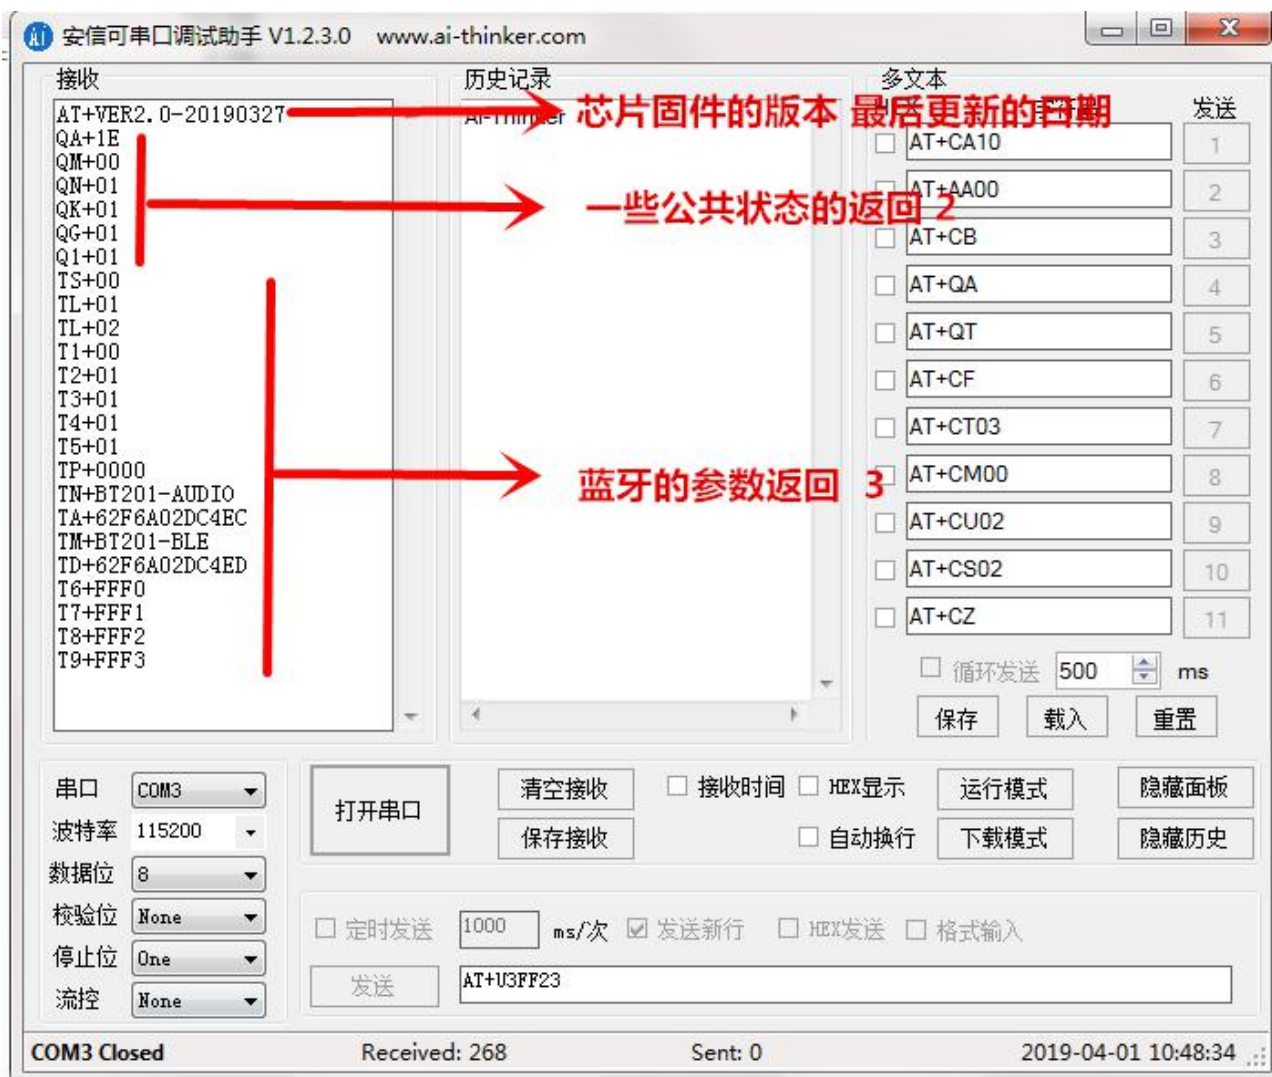 安信可串口调试助手 V1.2.3.0 www.ai-thinker.com
接收
AT+VER2.0-20190327
QA+1E
QM+00
QN+01
QK+01
QG+01
Q1+01
TS+00
TL+01
TL+02
T1+00
T2+01
T3+01
T4+01
T5+01
TP+0000
TN+BT201-AUDIO
TA+62F6A02DC4EC
TM+BT201-BLE
TD+62F6A02DC4ED
T6+FFF0
T7+FFF1
T8+FFF2
T9+FFF3
历史记录
Ai-Thinker
芯片固件的版本 最后更新的日期
一些公共状态的返回 2
蓝牙的参数返回 3
多文本
发送
AT+CA10 1
AT+AA00 2
AT+CB 3
AT+QA 4
AT+QT 5
AT+CF 6
AT+CT03 7
AT+CM00 8
AT+CU02 9
AT+CS02 10
AT+CZ 11
循环发送 500 ms
保存 载入 重置
串口 COM3
波特率 115200
数据位 8
校验位 None
停止位 One
流控 None
打开串口
清空接收 接收时间 HEX显示 运行模式 隐藏面板
保存接收 自动换行 下载模式 隐藏历史
定时发送 1000 ms/次 发送新行 HEX发送 格式输入
发送 AT+U3FF23
COM3 Closed Received: 268 Sent: 0 2019-04-01 10:48:34